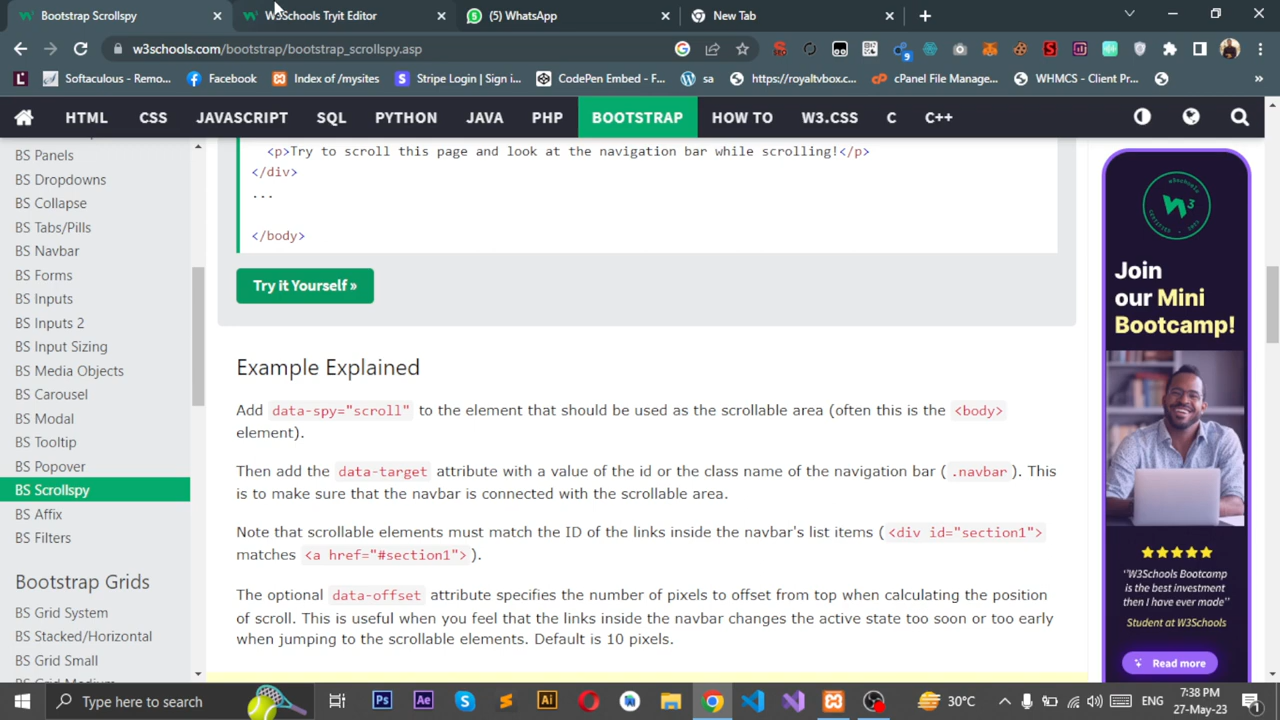 Bootstrap Scrollspy
W3Schools Tryit Editor
(5) WhatsApp
New Tab
w3schools.com/bootstrap/bootstrap_scrollspy.asp
Softaculous - Remo...
Facebook
Index of /mysites
Stripe Login | Sign i...
CodePen Embed - F...
sa
https://royaltvbox.c...
cPanel File Manage...
WHMCS - Client P...
»
HTML
CSS
JAVASCRIPT
SQL
PYTHON
JAVA
PHP
BOOTSTRAP
HOW TO
W3.CSS
C
C++
BS Panels
BS Dropdowns
BS Collapse
BS Tabs/Pills
BS Navbar
BS Forms
BS Inputs
BS Inputs 2
BS Input Sizing
BS Media Objects
BS Carousel
BS Modal
BS Tooltip
BS Popover
BS Scrollspy
BS Affix
BS Filters
Bootstrap Grids
BS Grid System
BS Stacked/Horizontal
BS Grid Small
<p>Try to scroll this page and look at the navigation bar while scrolling!</p>
</div>
...
</body>
Try it Yourself »
Example Explained
Add data-spy="scroll" to the element that should be used as the scrollable area (often this is the <body>
element).
Then add the data-target attribute with a value of the id or the class name of the navigation bar ( .navbar ). This
is to make sure that the navbar is connected with the scrollable area.
Note that scrollable elements must match the ID of the links inside the navbar's list items ( <div id="section1">
matches <a href="#section1"> ).
The optional data-offset attribute specifies the number of pixels to offset from top when calculating the position
of scroll. This is useful when you feel that the links inside the navbar changes the active state too soon or too early
when jumping to the scrollable elements. Default is 10 pixels.
Join
our Mini
Bootcamp!
"W3Schools Bootcamp
is the best investment
then I have ever made"
Student at W3Schools
Read more
Type here to search
30°C
ENG
7:38 PM
27-May-23